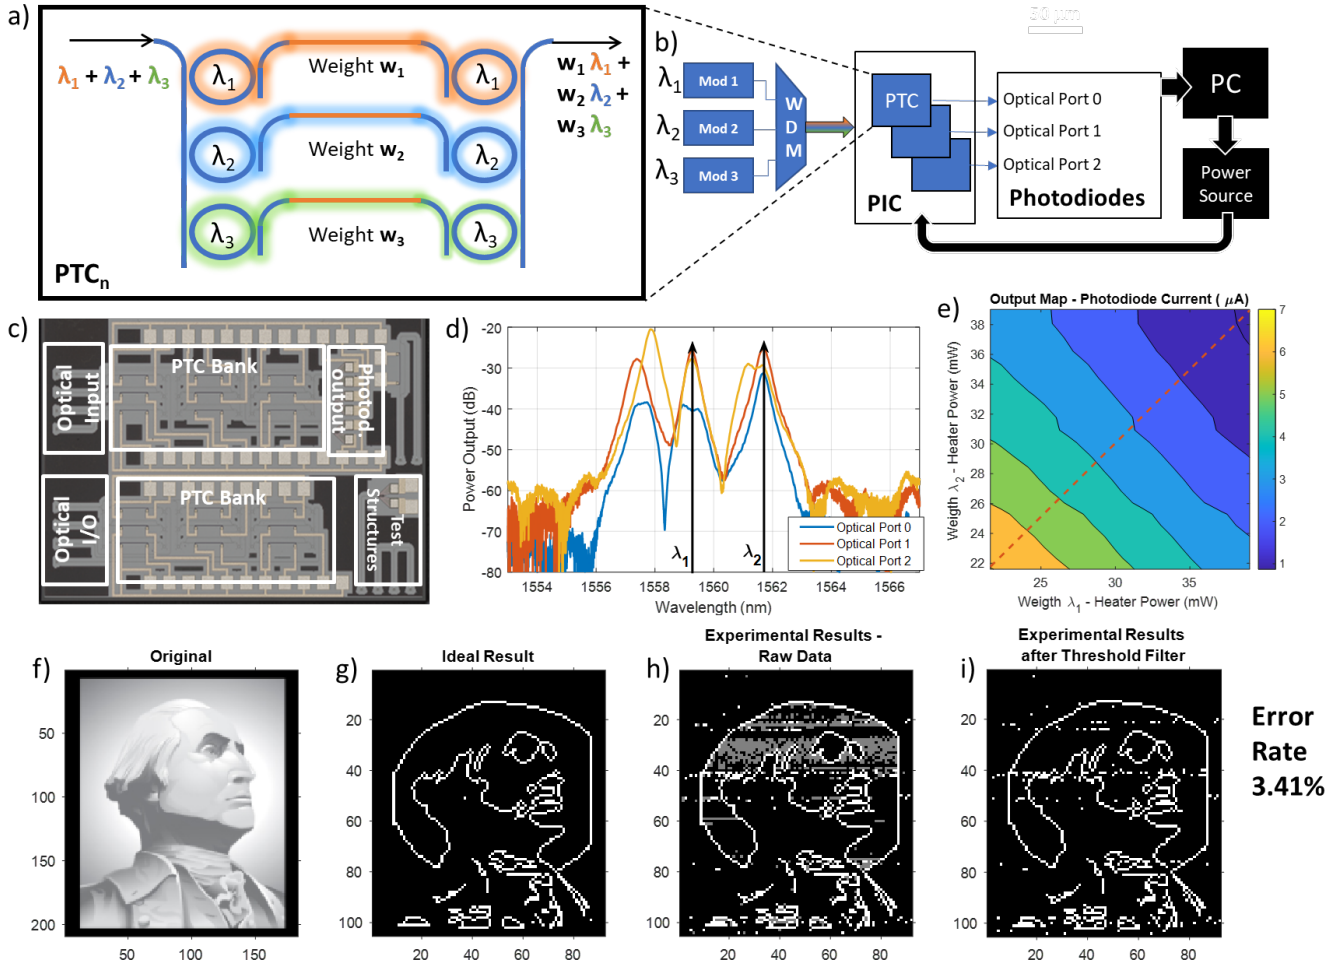 a)
λ1 + λ2 + λ3
λ1
Weight w1
λ1
λ2
Weight w2
λ2
λ3
Weight w3
λ3
w1 λ1 +
w2 λ2 +
w3 λ3
PTCn
b)
λ1
Mod 1
λ2
Mod 2
λ3
Mod 3
W
D
M
PTC
PIC
50 μm
Optical Port 0
Optical Port 1
Optical Port 2
Photodiodes
PC
Power
Source
c)
Optical
Input
PTC Bank
Photod.
output
Optical
I/O
PTC Bank
Test
Structures
d)
Power Output (dB)
-20
-30
-40
-50
-60
-70
-80
λ1
λ2
Optical Port 0
Optical Port 1
Optical Port 2
1554
1556
1558
1560
1562
1564
1566
Wavelength (nm)
e)
Output Map - Photodiode Current ( μA)
Weigth λ2 - Heater Power (mW)
38
36
34
32
30
28
26
24
22
25
30
35
Weigth λ1 - Heater Power (mW)
7
6
5
4
3
2
1
f)
Original
50
100
150
200
50
100
150
g)
Ideal Result
20
40
60
80
100
20
40
60
80
h)
Experimental Results -
Raw Data
20
40
60
80
100
20
40
60
80
i)
Experimental Results
after Threshold Filter
20
40
60
80
100
20
40
60
80
Error
Rate
3.41%